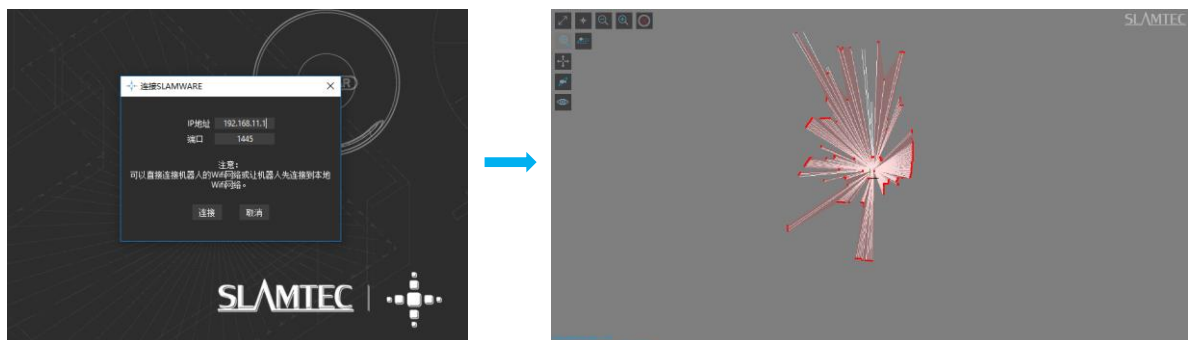 连接SLAMWARE
IP地址 192.168.11.1
端口 1445
注意：
可以直接连接机器人的Wifi网络或让机器人先连接到本地
Wifi网络。
连接 取消
SLAMTEC
SLAMTEC